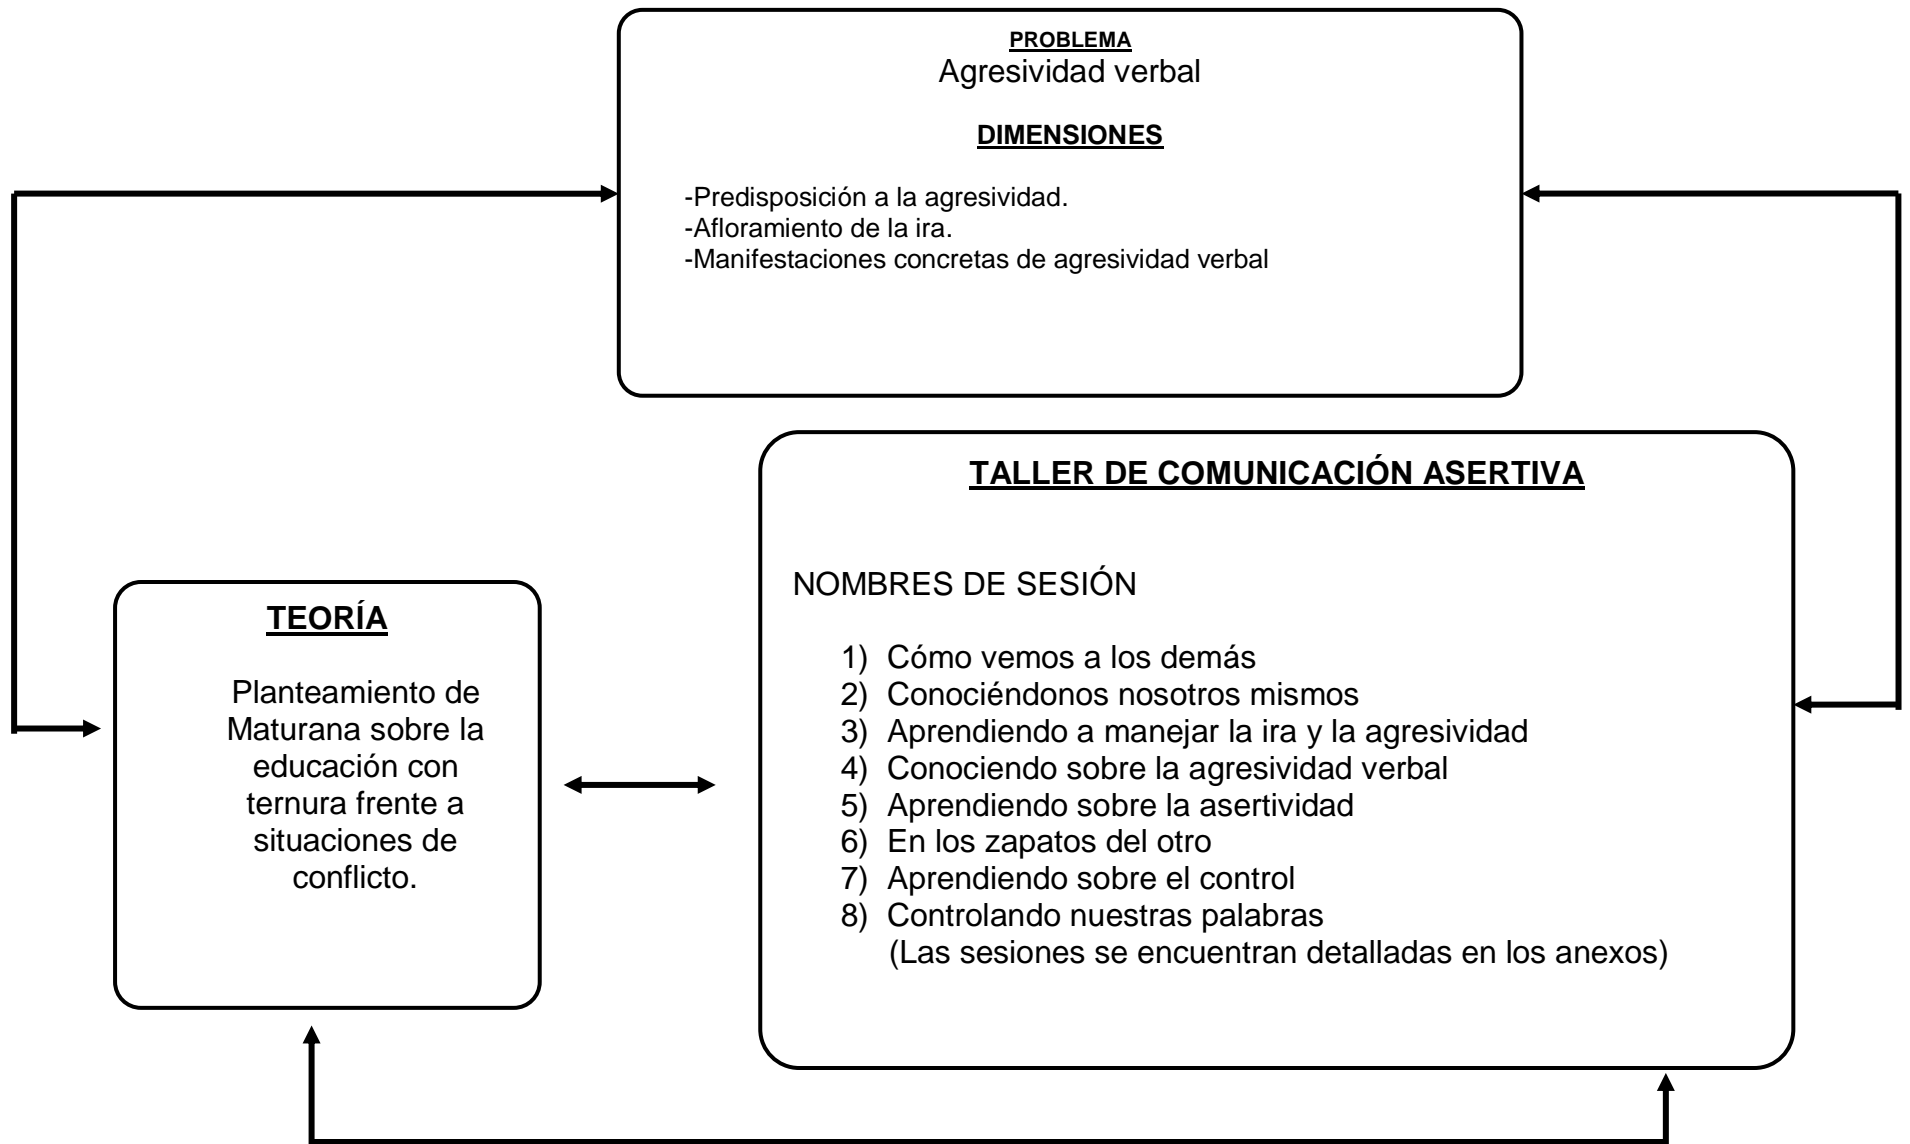 PROBLEMA
Agresividad verbal
DIMENSIONES
-Predisposición a la agresividad.
-Afloramiento de la ira.
-Manifestaciones concretas de agresividad verbal
TEORÍA
Planteamiento de
Maturana sobre la
educación con
ternura frente a
situaciones de
conflicto.
TALLER DE COMUNICACIÓN ASERTIVA
NOMBRES DE SESIÓN
1) Cómo vemos a los demás
2) Conociéndonos nosotros mismos
3) Aprendiendo a manejar la ira y la agresividad
4) Conociendo sobre la agresividad verbal
5) Aprendiendo sobre la asertividad
6) En los zapatos del otro
7) Aprendiendo sobre el control
8) Controlando nuestras palabras
(Las sesiones se encuentran detalladas en los anexos)